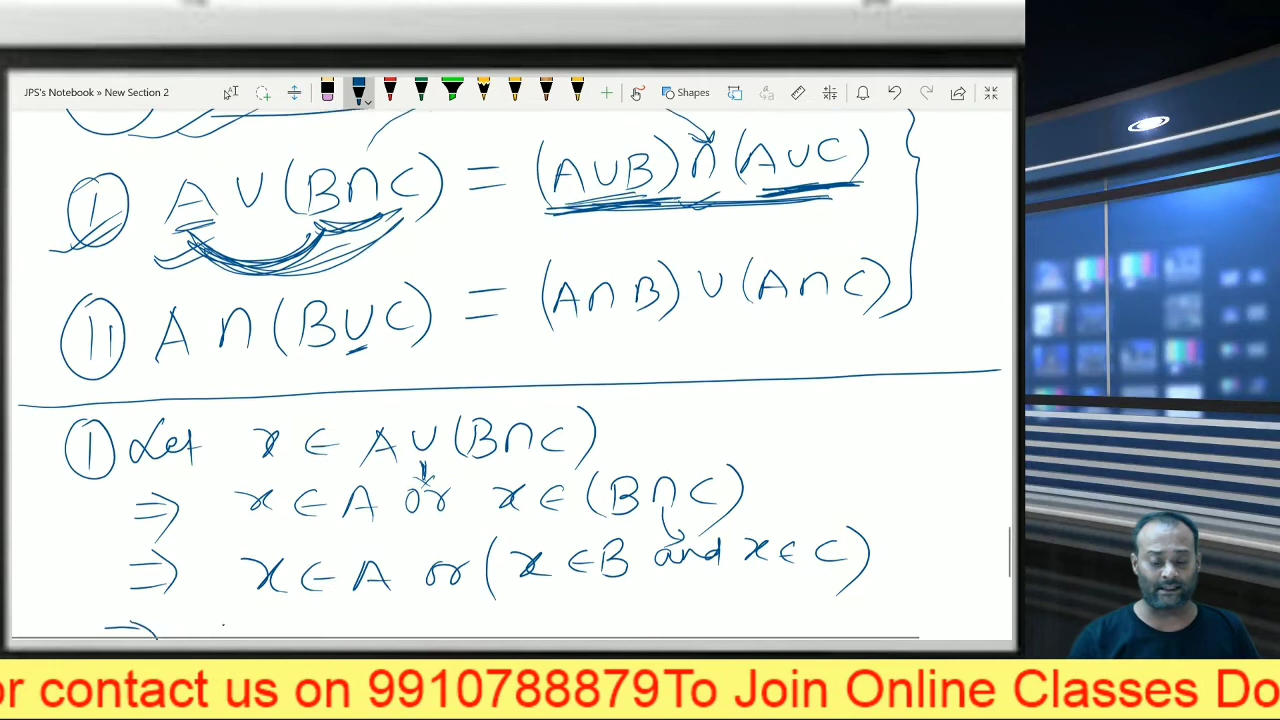 JPS's Notebook » New Section 2
Shapes
(I) A ∪ (B ∩ C) = (A ∪ B) ∩ (A ∪ C)
(II) A ∩ (B ∪ C) = (A ∩ B) ∪ (A ∩ C)
(I) Let x ∈ A ∪ (B ∩ C)
⇒ x ∈ A or x ∈ (B ∩ C)
⇒ x ∈ A or (x ∈ B and x ∈ C)
⇒
or contact us on 9910788879To Join Online Classes Do